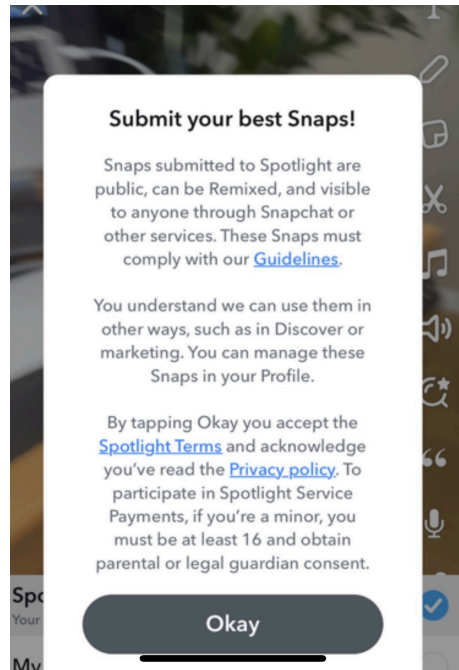 Submit your best Snaps!
Snaps submitted to Spotlight are
public, can be Remixed, and visible
to anyone through Snapchat or
other services. These Snaps must
comply with our Guidelines.
You understand we can use them in
other ways, such as in Discover or
marketing. You can manage these
Snaps in your Profile.
By tapping Okay you accept the
Spotlight Terms and acknowledge
you've read the Privacy policy. To
participate in Spotlight Service
Payments, if you're a minor, you
must be at least 16 and obtain
parental or legal guardian consent.
Spo
Your
Okay
My